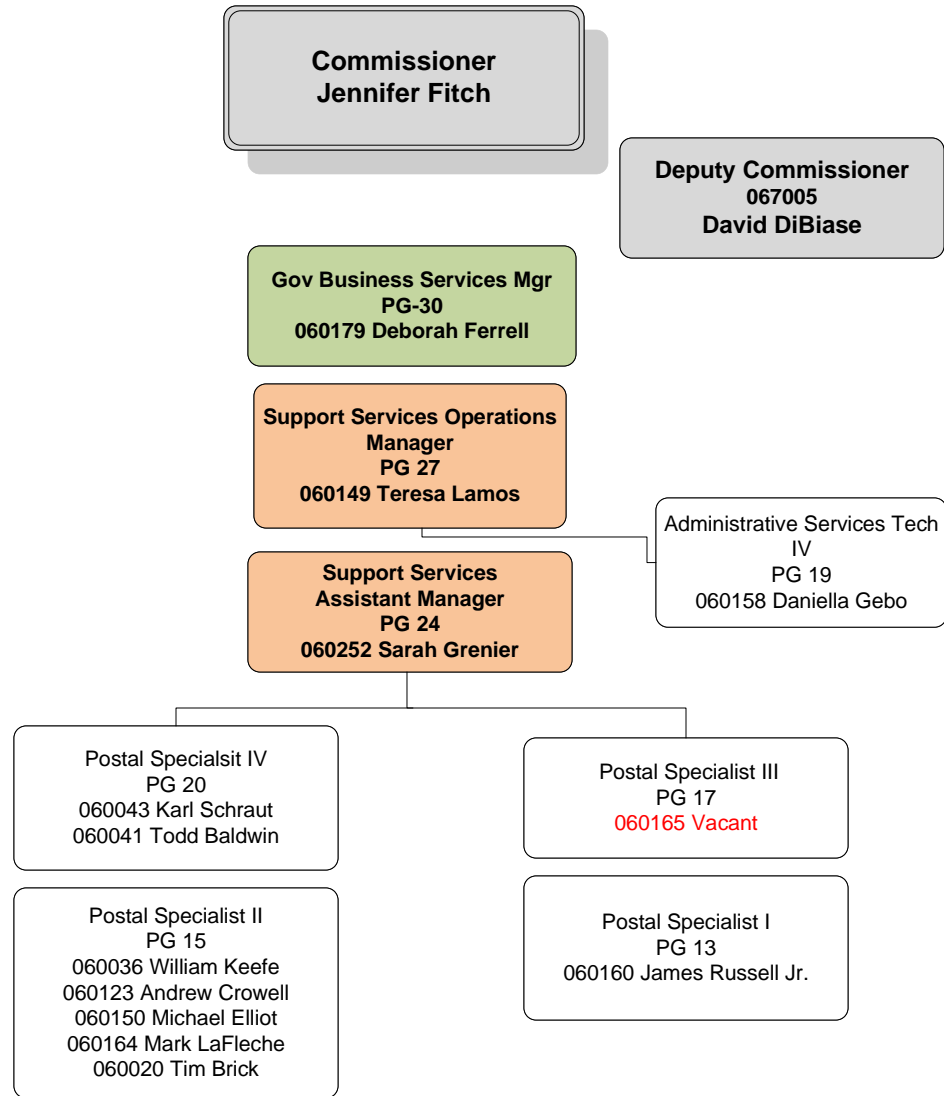 Commissioner
Jennifer Fitch
Deputy Commissioner
067005
David DiBiase
Gov Business Services Mgr
PG-30
060179 Deborah Ferrell
Support Services Operations
Manager
PG 27
060149 Teresa Lamos
Administrative Services Tech
IV
PG 19
060158 Daniella Gebo
Support Services
Assistant Manager
PG 24
060252 Sarah Grenier
Postal Specialsit IV
PG 20
060043 Karl Schraut
060041 Todd Baldwin
Postal Specialist III
PG 17
060165 Vacant
Postal Specialist II
PG 15
060036 William Keefe
060123 Andrew Crowell
060150 Michael Elliot
060164 Mark LaFleche
060020 Tim Brick
Postal Specialist I
PG 13
060160 James Russell Jr.